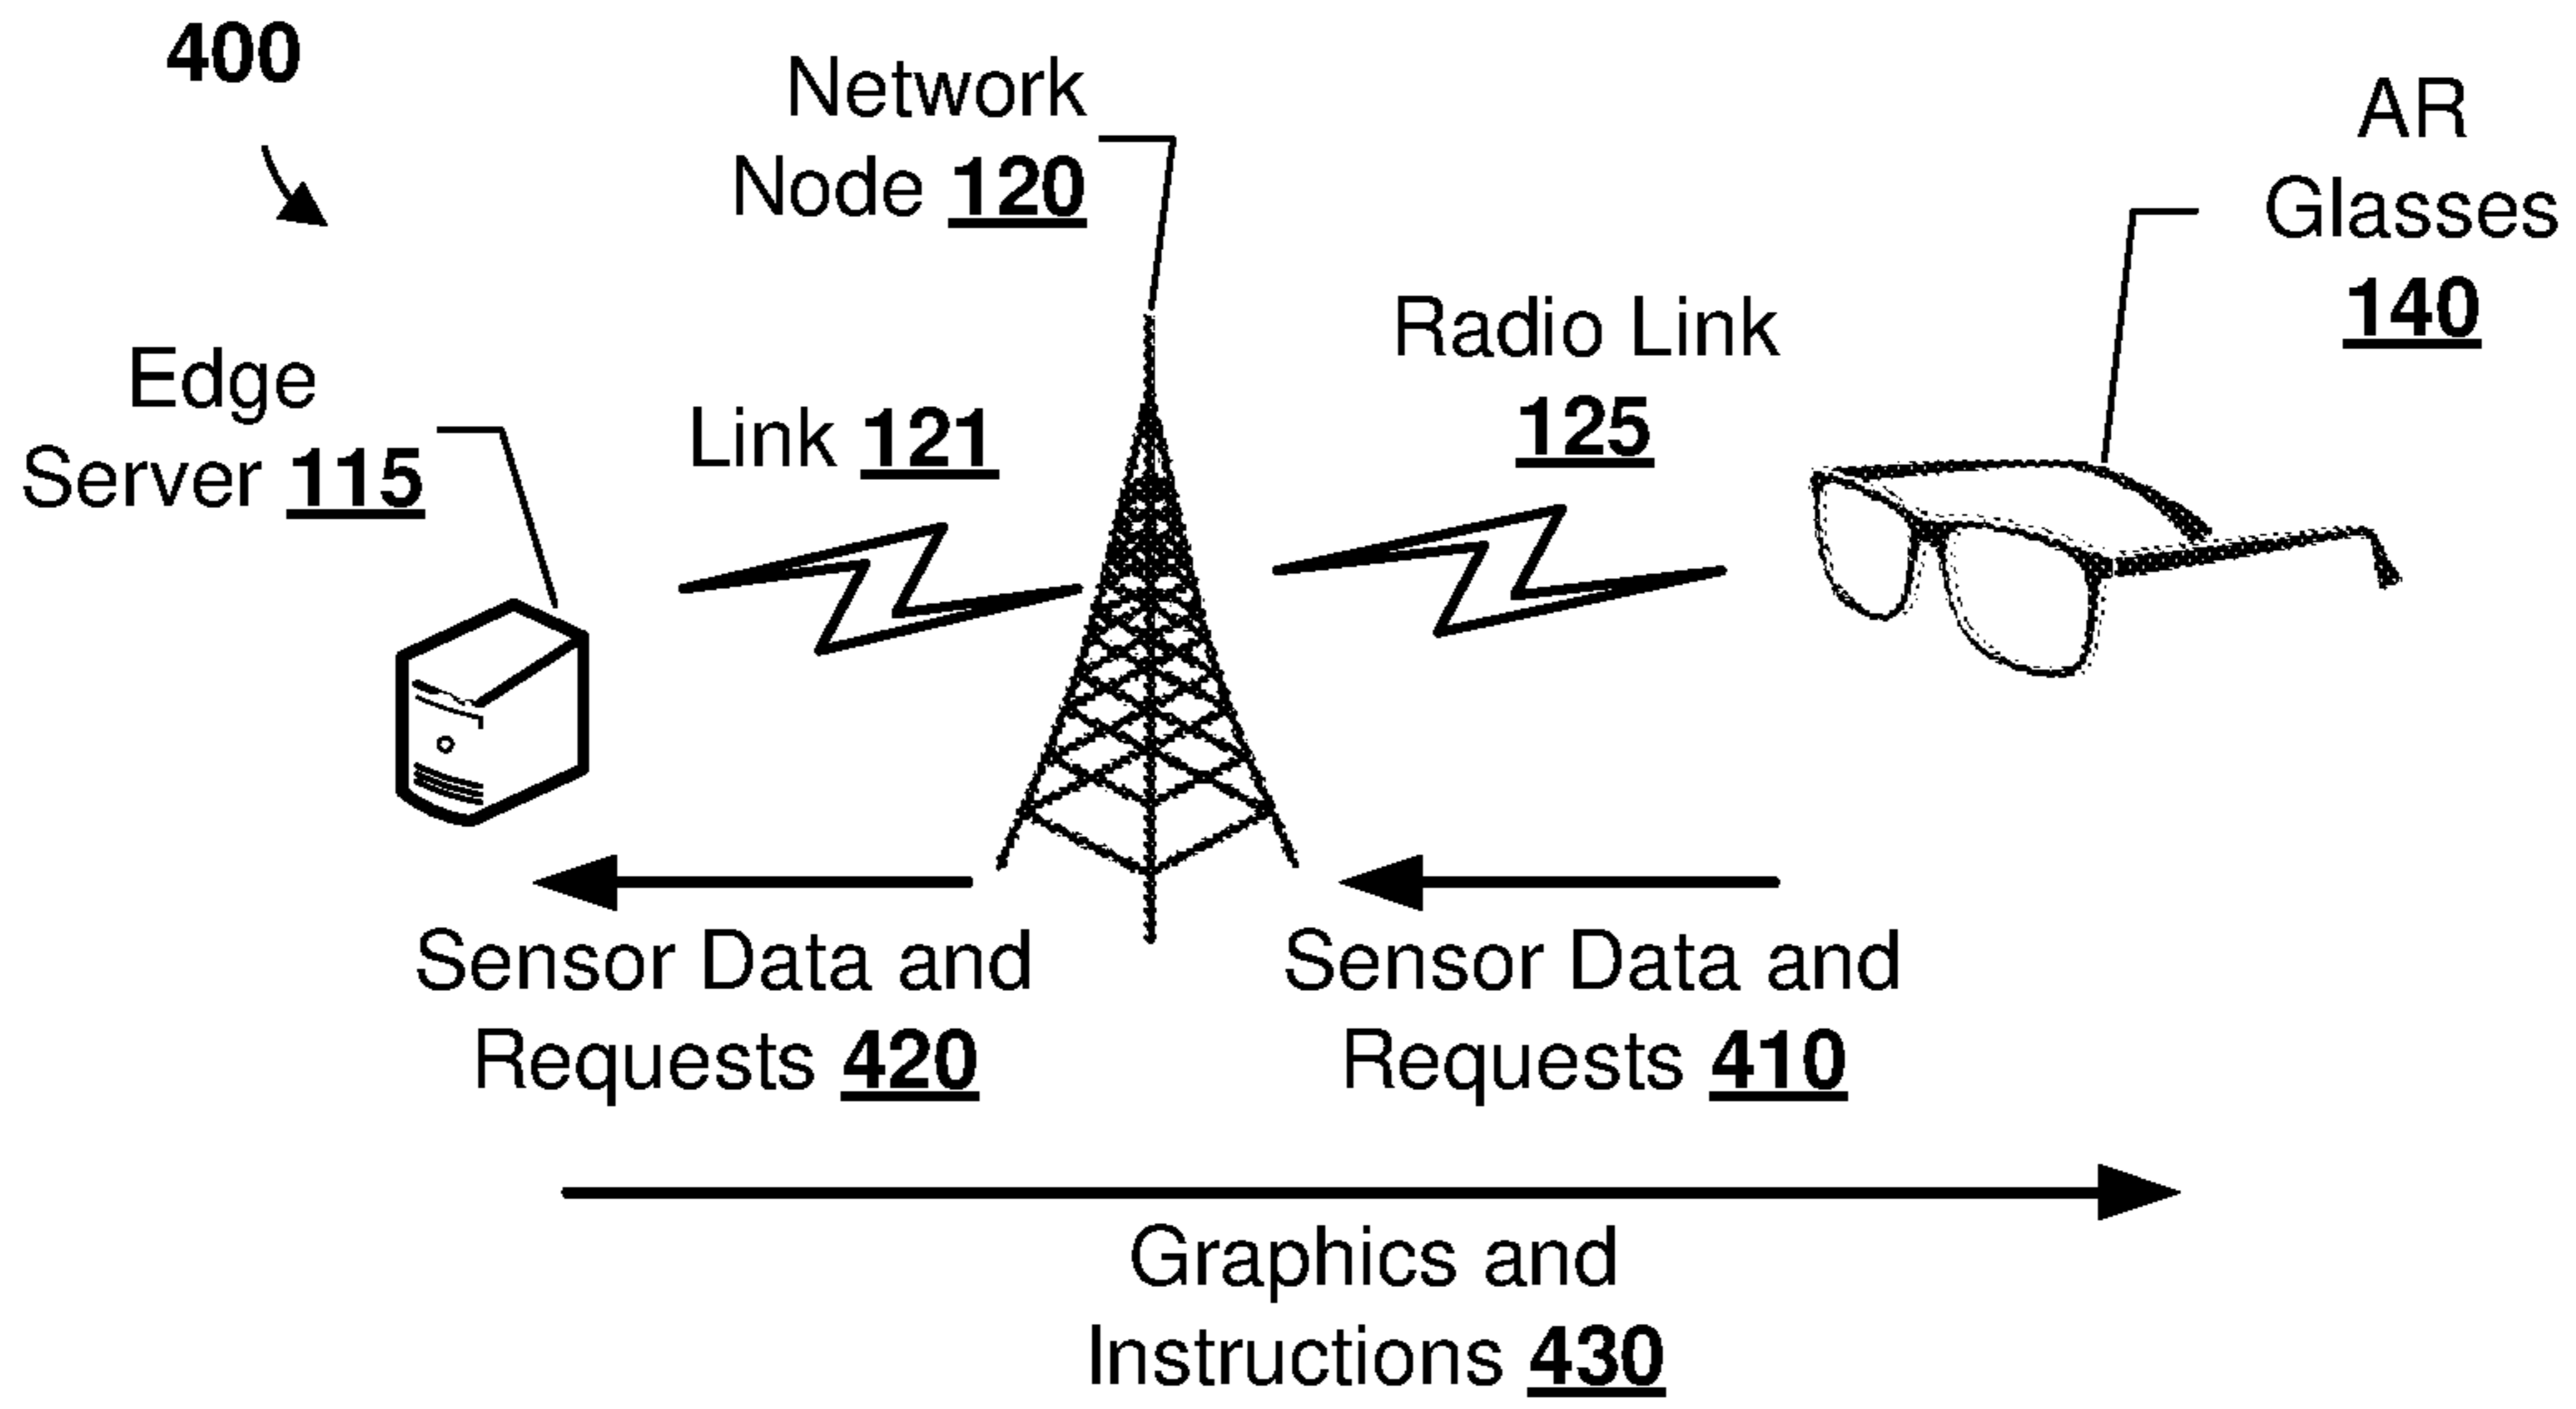 400
Network
Node 120
AR
Glasses
140
Edge
Server 115
Link 121
Radio Link
125
Sensor Data and
Requests 420
Sensor Data and
Requests 410
Graphics and
Instructions 430